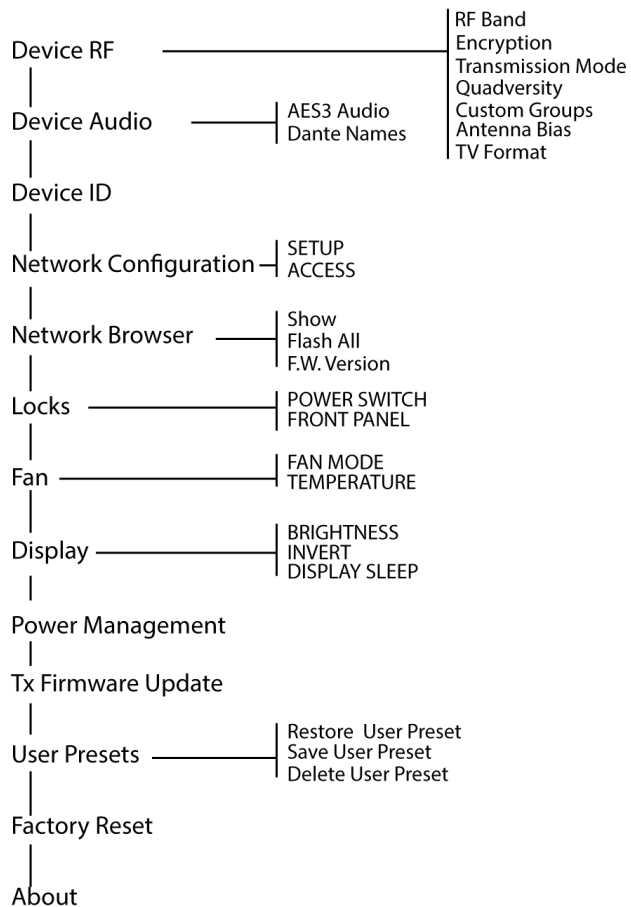 Device RF
RF Band
Encryption
Transmission Mode
Quadversity
Custom Groups
Antenna Bias
TV Format
Device Audio
AES3 Audio
Dante Names
Device ID
Network Configuration
SETUP
ACCESS
Network Browser
Show
Flash All
F.W. Version
Locks
POWER SWITCH
FRONT PANEL
Fan
FAN MODE
TEMPERATURE
Display
BRIGHTNESS
INVERT
DISPLAY SLEEP
Power Management
Tx Firmware Update
User Presets
Restore User Preset
Save User Preset
Delete User Preset
Factory Reset
About